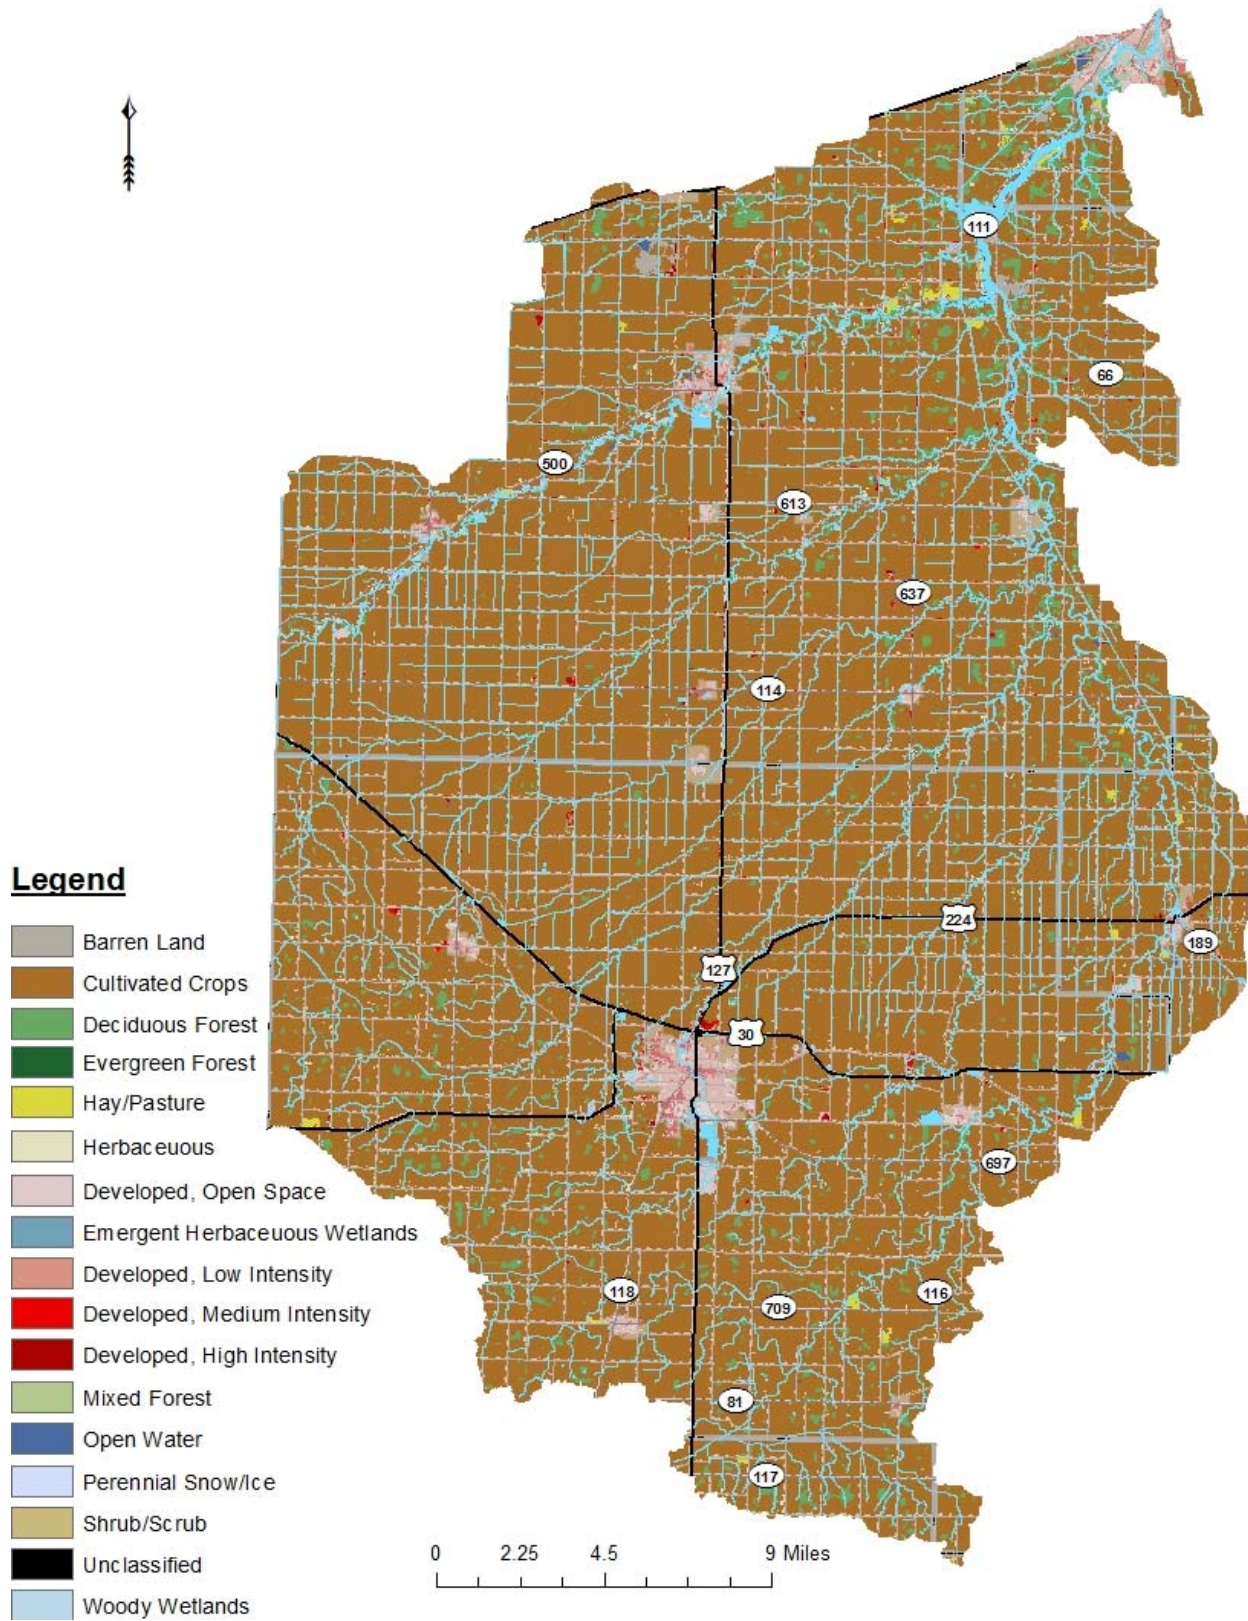 111
66
500
613
637
114
224
189
127
30
697
118
709
116
81
117
Legend
Barren Land
Cultivated Crops
Deciduous Forest
Evergreen Forest
Hay/Pasture
Herbaceuous
Developed, Open Space
Emergent Herbaceuous Wetlands
Developed, Low Intensity
Developed, Medium Intensity
Developed, High Intensity
Mixed Forest
Open Water
Perennial Snow/Ice
Shrub/Scrub
Unclassified
Woody Wetlands
0 2.25 4.5 9 Miles